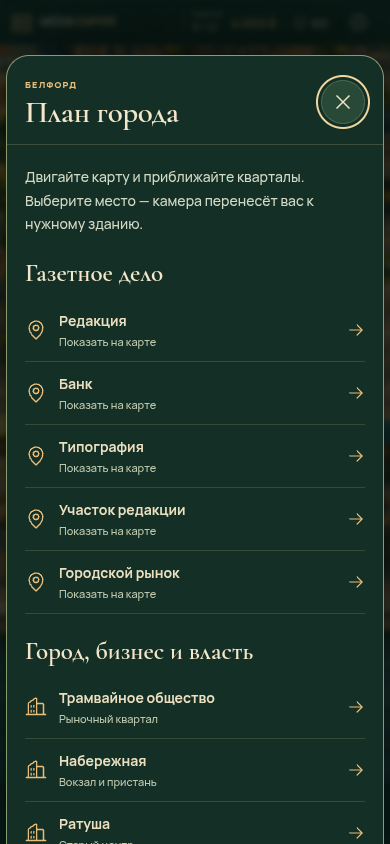 БЕЛФОРД
План города
Двигайте карту и приближайте кварталы.
Выберите место — камера перенесёт вас к
нужному зданию.
Газетное дело
Редакция
Показать на карте
Банк
Показать на карте
Типография
Показать на карте
Участок редакции
Показать на карте
Городской рынок
Показать на карте
Город, бизнес и власть
Трамвайное общество
Рыночный квартал
Набережная
Вокзал и пристань
Ратуша